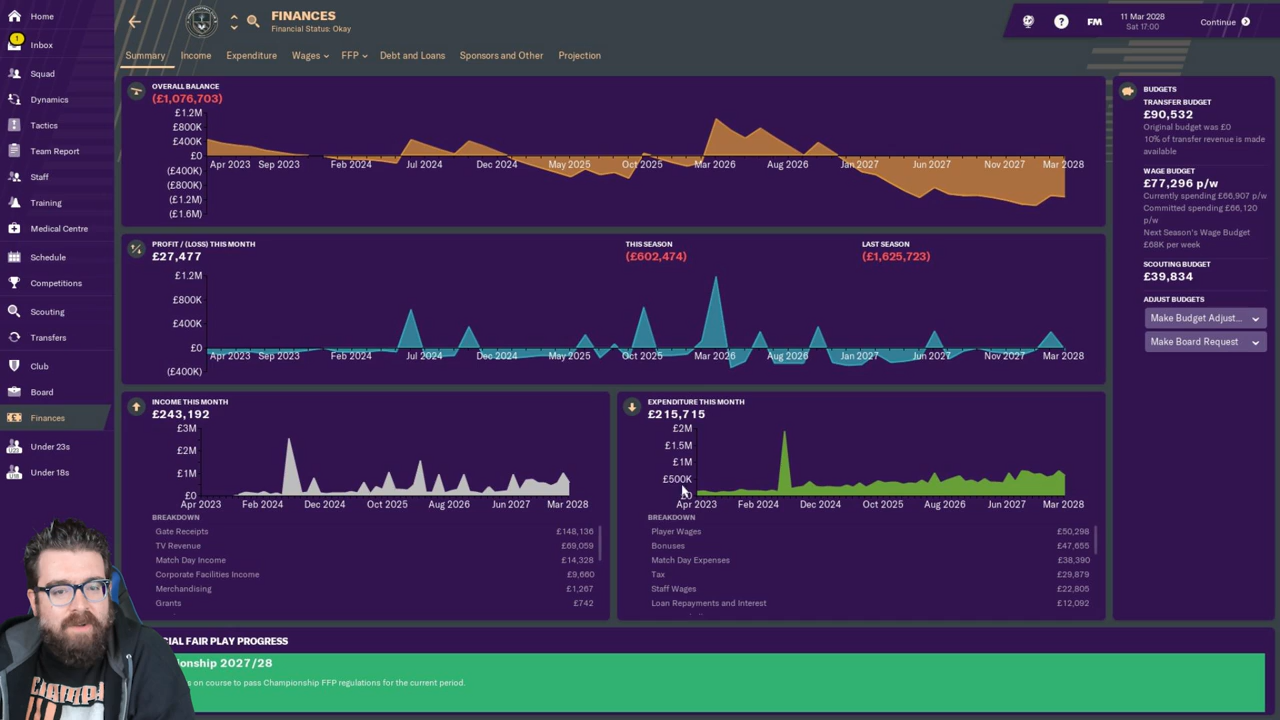 Home
1
Inbox
Squad
Dynamics
Tactics
Team Report
Staff
Training
Medical Centre
Schedule
Competitions
Scouting
Transfers
Club
Board
Finances
Under 23s
Under 18s
FINANCES
Financial Status: Okay
FM
11 Mar 2028
Sat 17:00
Continue
Summary
Income
Expenditure
Wages
FFP
Debt and Loans
Sponsors and Other
Projection
OVERALL BALANCE
(£1,076,703)
£1.2M
£800K
£400K
£0
(£400K)
(£800K)
(£1.2M)
(£1.6M)
Apr 2023 Sep 2023 Feb 2024 Jul 2024 Dec 2024 May 2025 Oct 2025 Mar 2026 Aug 2026 Jan 2027 Jun 2027 Nov 2027 Mar 2028
PROFIT / (LOSS) THIS MONTH
£27,477
THIS SEASON
(£602,474)
LAST SEASON
(£1,625,723)
£1.2M
£800K
£400K
£0
(£400K)
Apr 2023 Sep 2023 Feb 2024 Jul 2024 Dec 2024 May 2025 Oct 2025 Mar 2026 Aug 2026 Jan 2027 Jun 2027 Nov 2027 Mar 2028
INCOME THIS MONTH
£243,192
£3M
£2M
£1M
£0
Apr 2023 Feb 2024 Dec 2024 Oct 2025 Aug 2026 Jun 2027 Mar 2028
BREAKDOWN
Gate Receipts £148,136
TV Revenue £69,059
Match Day Income £14,328
Corporate Facilities Income £9,660
Merchandising £1,267
Grants £742
EXPENDITURE THIS MONTH
£215,715
£2M
£1.5M
£1M
£500K
£0
Apr 2023 Feb 2024 Dec 2024 Oct 2025 Aug 2026 Jun 2027 Mar 2028
BREAKDOWN
Player Wages £50,298
Bonuses £47,655
Match Day Expenses £38,390
Tax £29,879
Staff Wages £22,805
Loan Repayments and Interest £12,092
BUDGETS
TRANSFER BUDGET
£90,532
Original budget was £0
10% of transfer revenue is made
available
WAGE BUDGET
£77,296 p/w
Currently spending £66,907 p/w
Committed spending £66,120
p/w
Next Season's Wage Budget
£68K per week
SCOUTING BUDGET
£39,834
ADJUST BUDGETS
Make Budget Adjust...
Make Board Request
CIAL FAIR PLAY PROGRESS
pionship 2027/28
s on course to pass Championship FFP regulations for the current period.